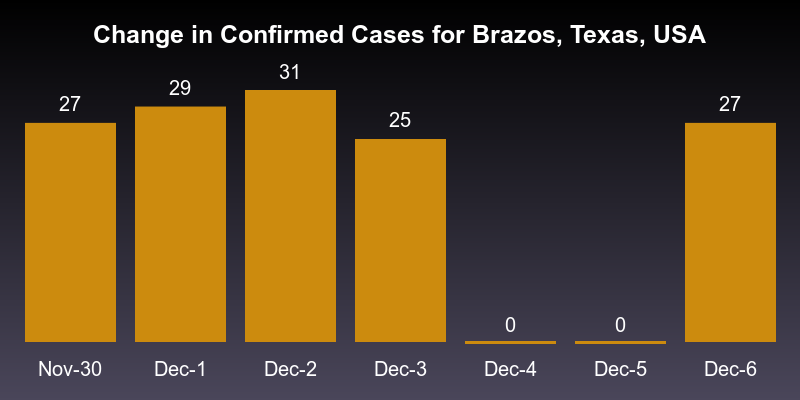 Change in Confirmed Cases for Brazos, Texas, USA
27 29 31 25 0 0 27
Nov-30 Dec-1 Dec-2 Dec-3 Dec-4 Dec-5 Dec-6